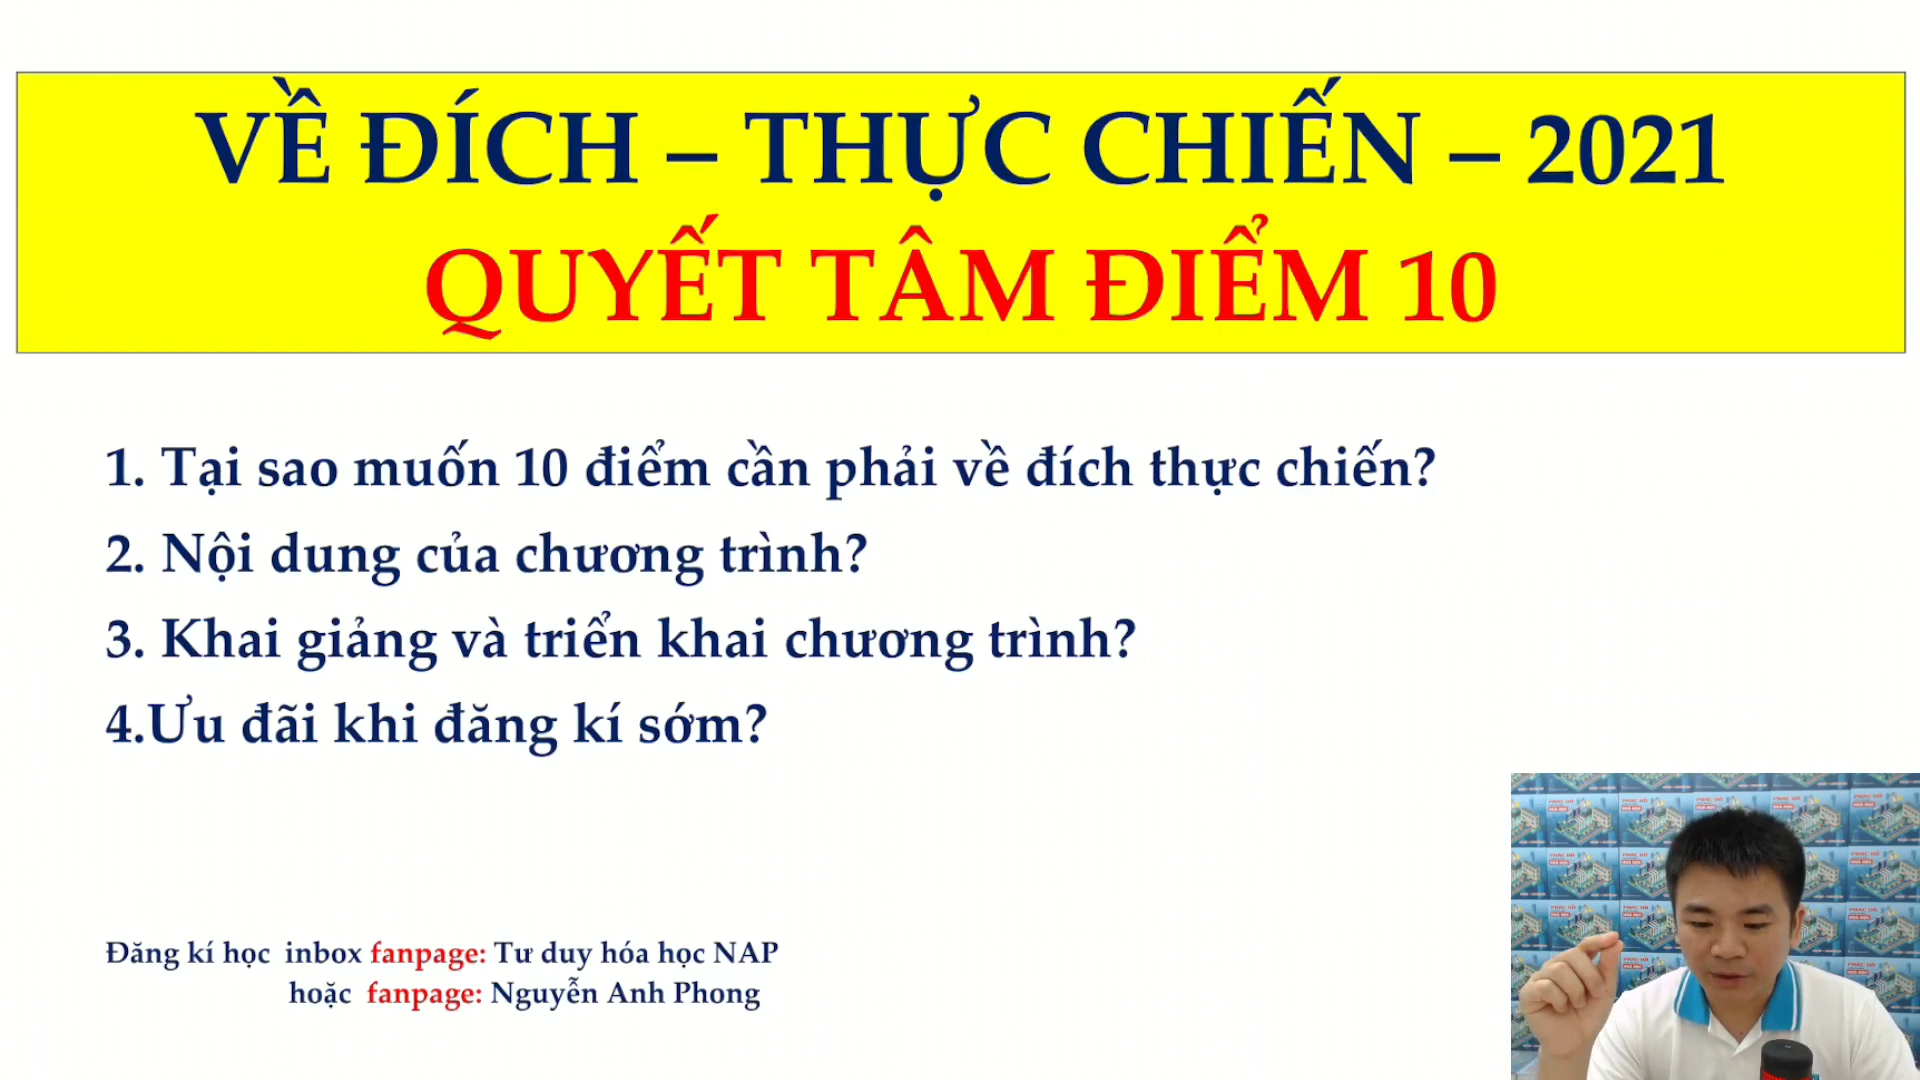 VỀ ĐÍCH – THỰC CHIẾN – 2021
QUYẾT TÂM ĐIỂM 10
1. Tại sao muốn 10 điểm cần phải về đích thực chiến?
2. Nội dung của chương trình?
3. Khai giảng và triển khai chương trình?
4.Ưu đãi khi đăng kí sớm?
Đăng kí học inbox fanpage: Tư duy hóa học NAP
hoặc fanpage: Nguyễn Anh Phong